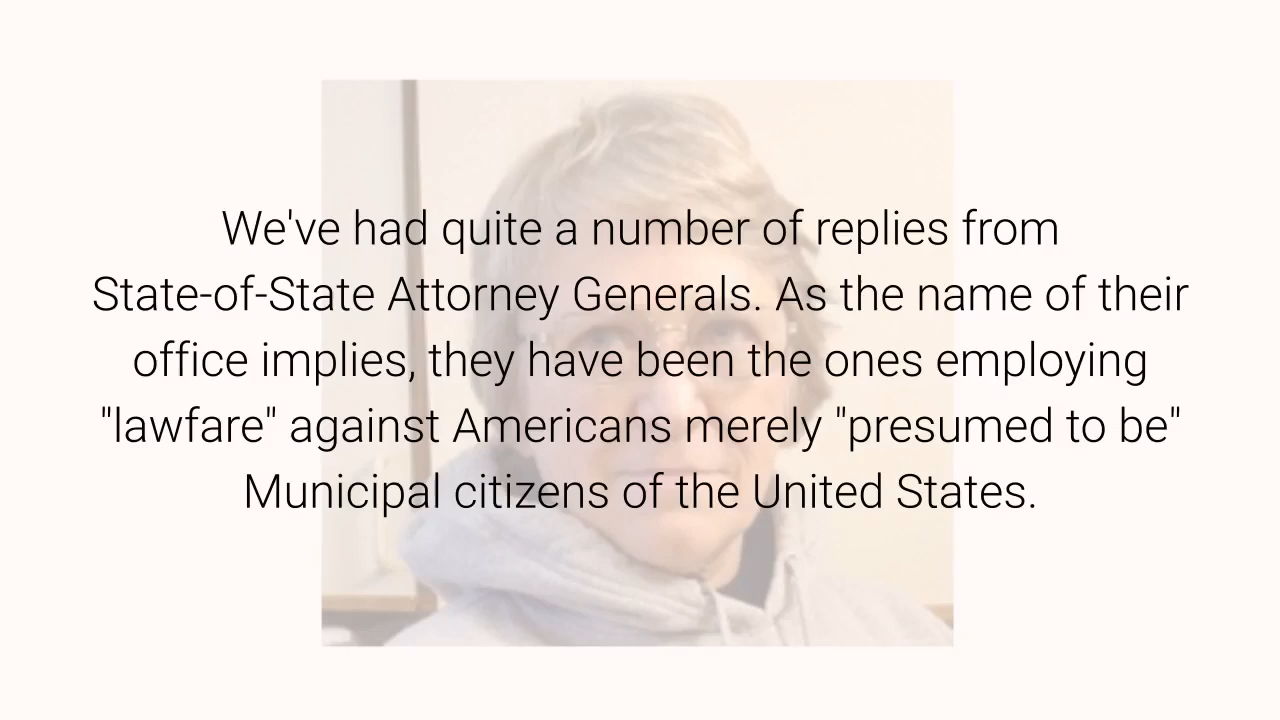 We've had quite a number of replies from
State-of-State Attorney Generals. As the name of their
office implies, they have been the ones employing
"lawfare" against Americans merely "presumed to be"
Municipal citizens of the United States.